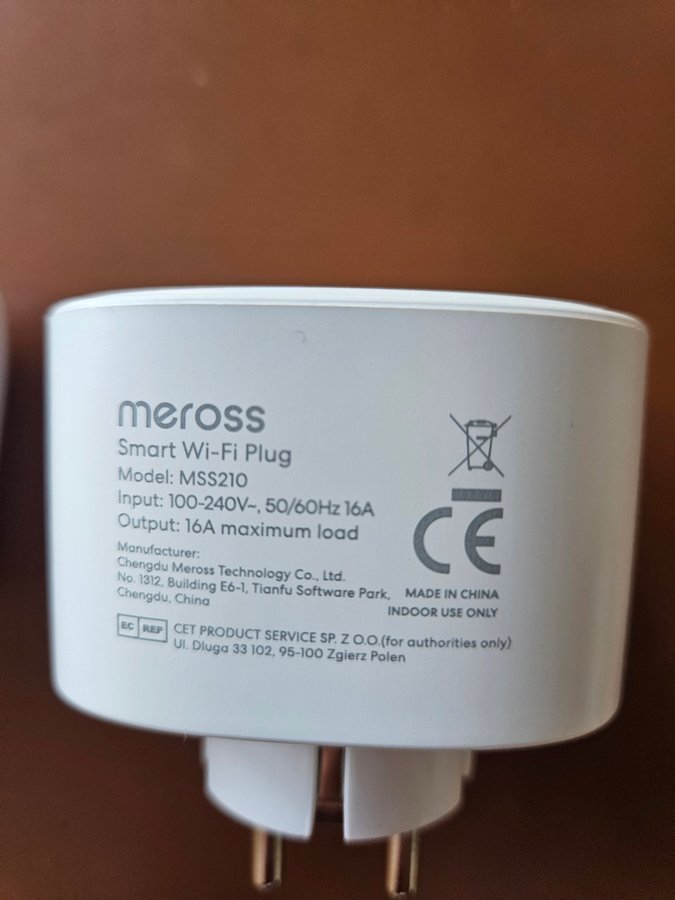 meross
Smart Wi-Fi Plug
Model: MSS210
Input: 100-240V~, 50/60Hz 16A
Output: 16A maximum load
Manufacturer:
Chengdu Meross Technology Co., Ltd.
No. 1312, Building E6-1, Tianfu Software Park,
Chengdu, China
CE
MADE IN CHINA
INDOOR USE ONLY
EC REP
CET PRODUCT SERVICE SP. Z O.O.(for authorities only)
Ul. Dluga 33 102, 95-100 Zgierz Polen